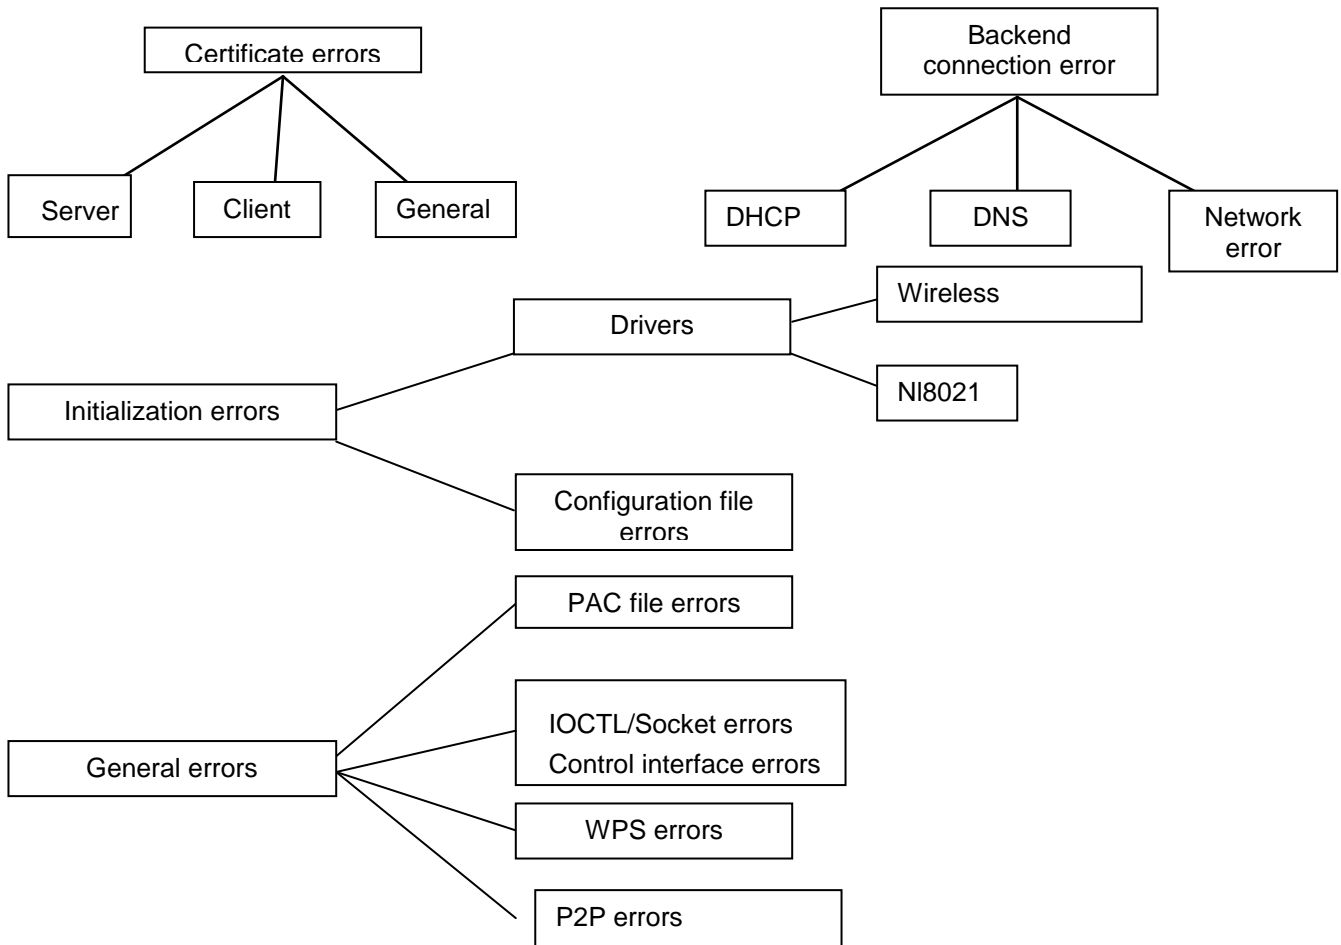 Certificate errors
Backend
connection error
Server
Client
General
DHCP
DNS
Network
error
Wireless
Drivers
Nl8021
Initialization errors
Configuration file
errors
PAC file errors
IOCTL/Socket errors
Control interface errors
General errors
WPS errors
P2P errors